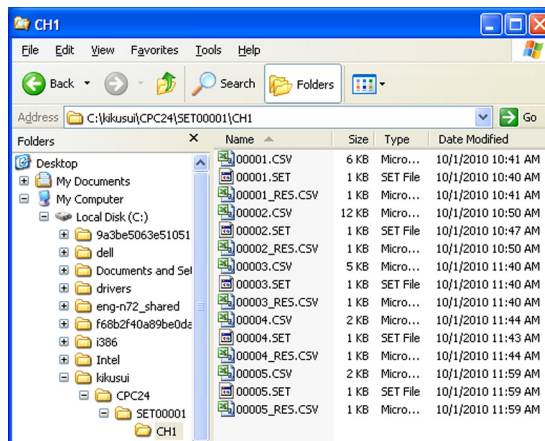 CH1
File Edit View Favorites Tools Help
Back Search Folders
Address C:\kikusui\CPC24\SET00001\CH1 Go
Folders X Name Size Type Date Modified
Desktop
My Documents
My Computer
Local Disk (C:)
9a3be5063e51051
dell
Documents and Set
drivers
eng-n72_shared
f68b2f40a89be0da
i386
Intel
kikusui
CPC24
SET00001
CH1
00001.CSV 6 KB Micro... 10/1/2010 10:41 AM
00001.SET 1 KB SET File 10/1/2010 10:40 AM
00001_RES.CSV 1 KB Micro... 10/1/2010 10:41 AM
00002.CSV 12 KB Micro... 10/1/2010 10:50 AM
00002.SET 1 KB SET File 10/1/2010 10:47 AM
00002_RES.CSV 1 KB Micro... 10/1/2010 10:50 AM
00003.CSV 5 KB Micro... 10/1/2010 11:40 AM
00003.SET 1 KB SET File 10/1/2010 11:40 AM
00003_RES.CSV 1 KB Micro... 10/1/2010 11:40 AM
00004.CSV 2 KB Micro... 10/1/2010 11:44 AM
00004.SET 1 KB SET File 10/1/2010 11:43 AM
00004_RES.CSV 1 KB Micro... 10/1/2010 11:44 AM
00005.CSV 2 KB Micro... 10/1/2010 11:59 AM
00005.SET 1 KB SET File 10/1/2010 11:59 AM
00005_RES.CSV 1 KB Micro... 10/1/2010 11:59 AM